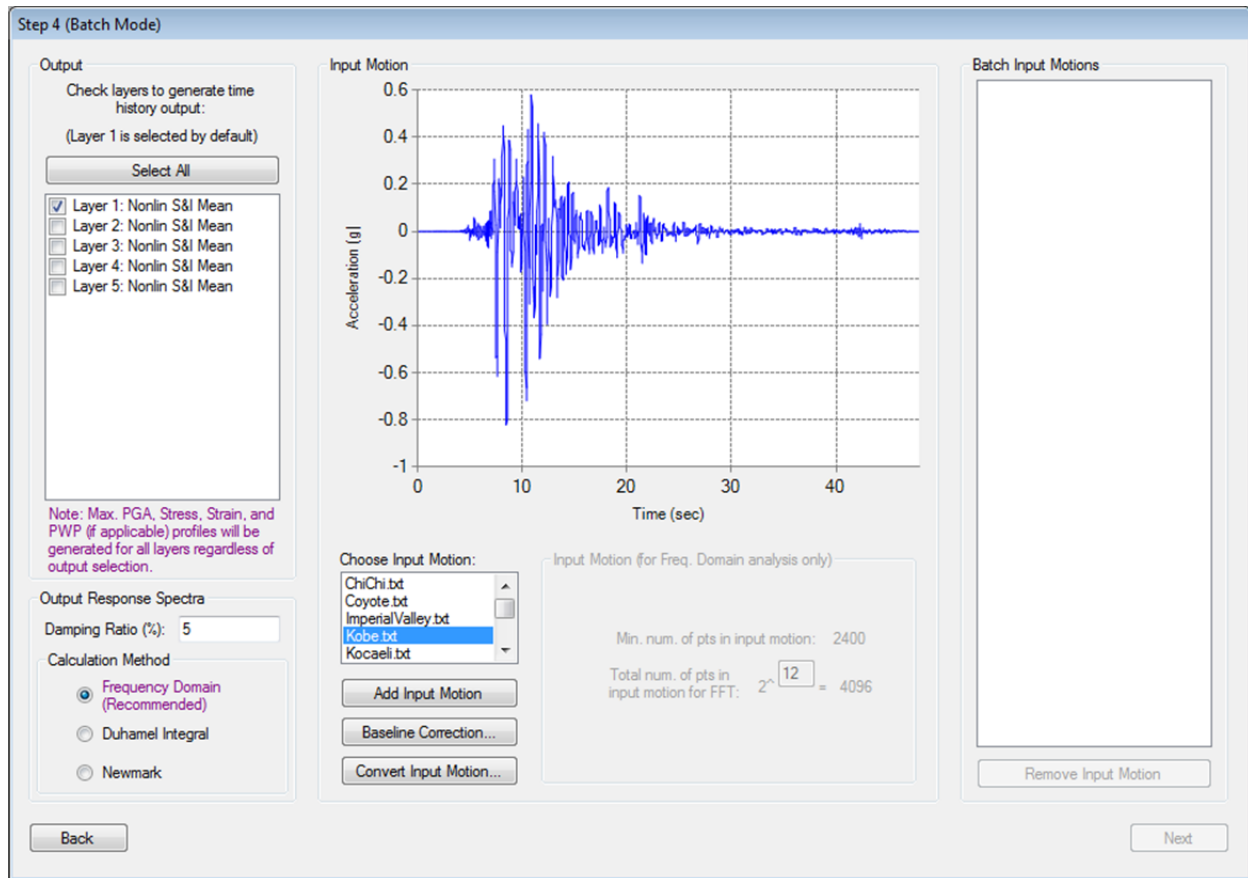 Step 4 (Batch Mode)
Output
Check layers to generate time
history output:
(Layer 1 is selected by default)
Select All
Layer 1: Nonlin S&I Mean
Layer 2: Nonlin S&I Mean
Layer 3: Nonlin S&I Mean
Layer 4: Nonlin S&I Mean
Layer 5: Nonlin S&I Mean
Note: Max. PGA, Stress, Strain, and
PWP (if applicable) profiles will be
generated for all layers regardless of
output selection.
Output Response Spectra
Damping Ratio (%): 5
Calculation Method
Frequency Domain
(Recommended)
Duhamel Integral
Newmark
Back
Input Motion
0.6
0.4
0.2
0
-0.2
-0.4
-0.6
-0.8
-1
Acceleration (g)
0 10 20 30 40
Time (sec)
Choose Input Motion:
ChiChi.txt
Coyote.txt
ImperialValley.txt
Kobe.txt
Kocaeli.txt
Add Input Motion
Baseline Correction...
Convert Input Motion...
Input Motion (for Freq. Domain analysis only)
Min. num. of pts in input motion: 2400
Total num. of pts in
input motion for FFT: 2^ 12 = 4096
Batch Input Motions
Remove Input Motion
Next